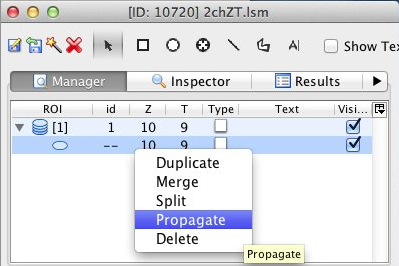 [ID: 10720] 2chZT.lsm
A Show Tex
Manager Inspector Results
ROI id Z T Type Text Visi...
[1] 1 10 9
-- 10 9
Duplicate
Merge
Split
Propagate
Delete
Propagate